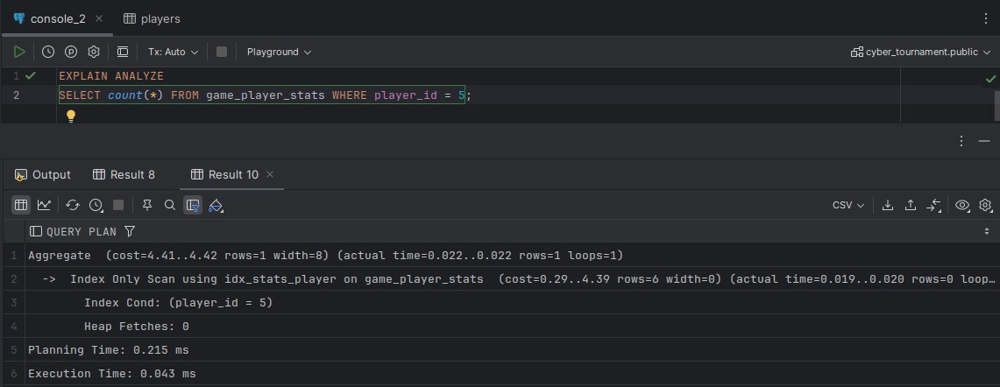 console_2 players
Tx: Auto Playground cyber_tournament.public
1 EXPLAIN ANALYZE
2 SELECT count(*) FROM game_player_stats WHERE player_id = 5;
Output Result 8 Result 10
CSV
QUERY PLAN
1 Aggregate  (cost=4.41..4.42 rows=1 width=8) (actual time=0.022..0.022 rows=1 loops=1)
2   ->  Index Only Scan using idx_stats_player on game_player_stats  (cost=0.29..4.39 rows=6 width=0) (actual time=0.019..0.020 rows=0 loop…
3         Index Cond: (player_id = 5)
4         Heap Fetches: 0
5 Planning Time: 0.215 ms
6 Execution Time: 0.043 ms